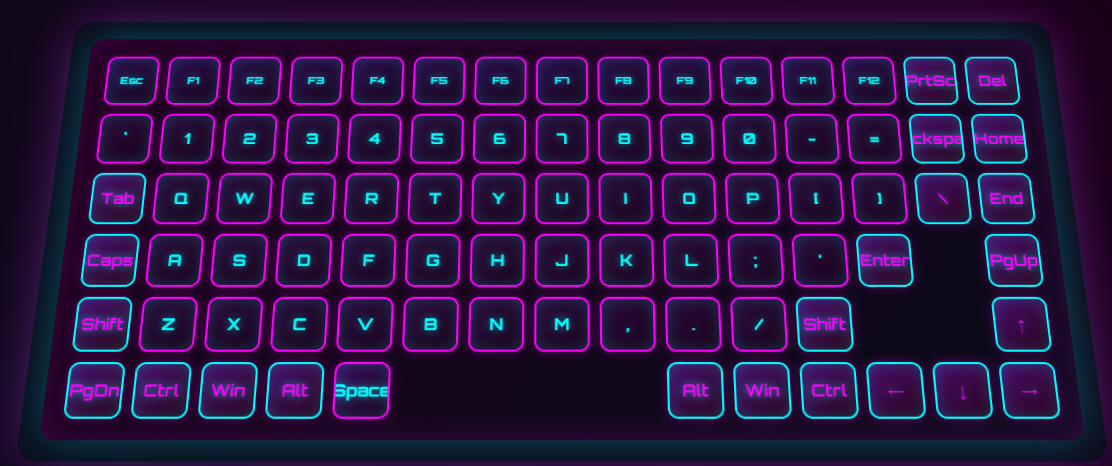 Esc F1 F2 F3 F4 F5 F6 F7 F8 F9 F10 F11 F12 PrtSc Del
` 1 2 3 4 5 6 7 8 9 0 - = ckspa Home
Tab Q W E R T Y U I O P [ ] \ End
Caps A S D F G H J K L ; ' Enter PgUp
Shift Z X C V B N M , . / Shift ↑
PgDn Ctrl Win Alt Space Alt Win Ctrl ← ↓ →